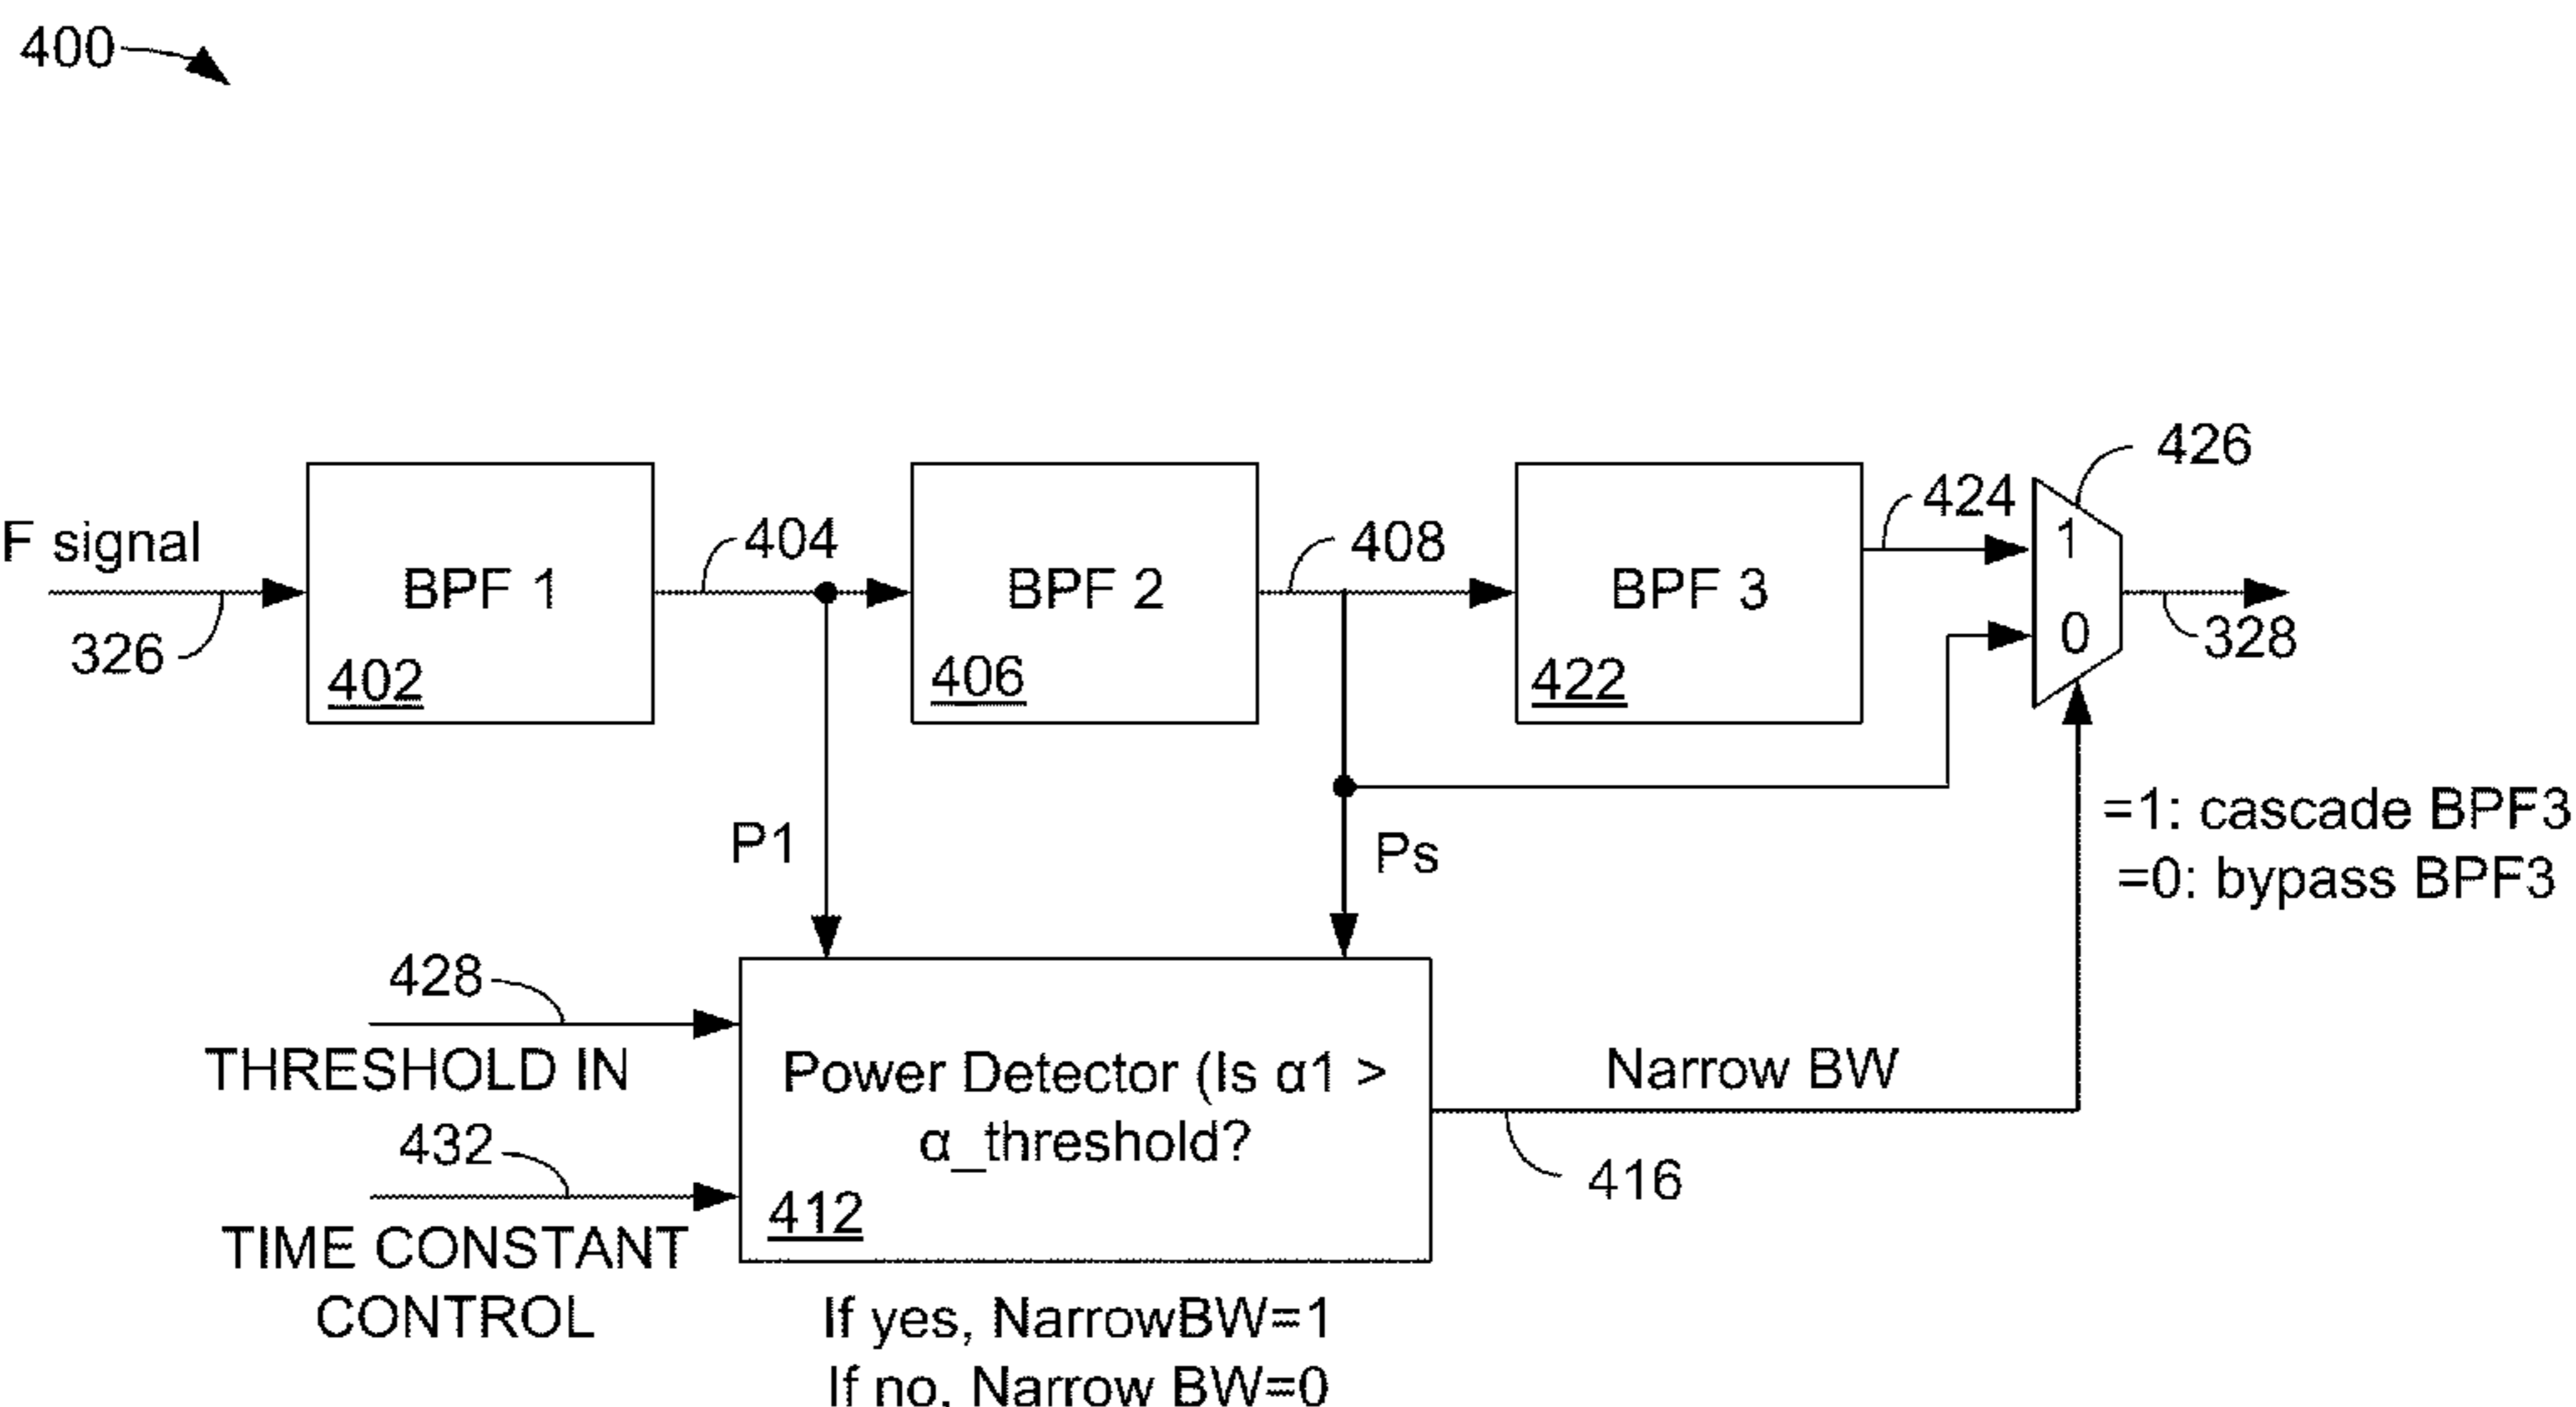 400
426
424
1
404
408
F signal
BPF 1
BPF 2
BPF 3
0
328
326
402
406
422
=1: cascade BPF3
P1
Ps
=0: bypass BPF3
428
THRESHOLD IN
Power Detector (Is α1 >
α_threshold?
Narrow BW
432
416
412
TIME CONSTANT
CONTROL
If yes, NarrowBW=1
If no, Narrow BW=0